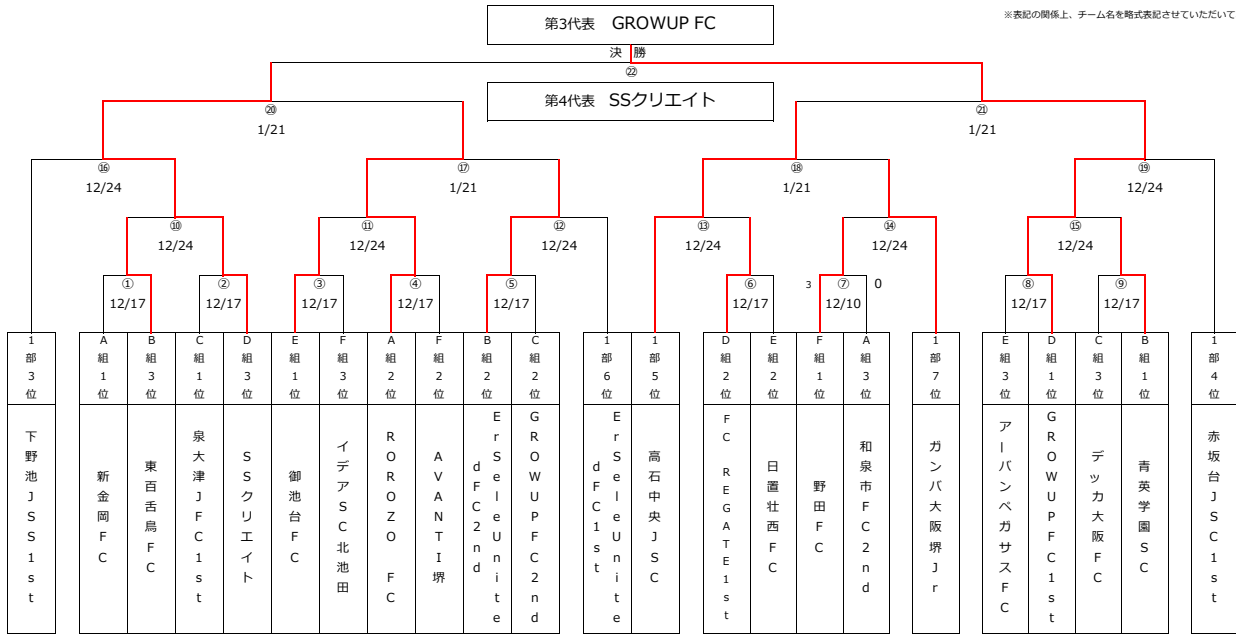 第3代表 GROWUP FC
※表記の関係上、チーム名を略式表記させていただいて
決 勝
㉒
第4代表 SSクリエイト
⑳
1/21
㉑
1/21
⑯
12/24
⑰
1/21
⑱
1/21
⑲
12/24
⑩
12/24
⑪
12/24
⑫
12/24
⑬
12/24
⑭
12/24
⑮
12/24
①
12/17
②
12/17
③
12/17
④
12/17
⑤
12/17
⑥
12/17
3 ⑦ 0
12/10
⑧
12/17
⑨
12/17
1部3位
A組1位
B組3位
C組1位
D組3位
E組1位
F組3位
A組2位
F組2位
B組2位
C組2位
1部6位
1部5位
D組2位
E組2位
F組1位
A組3位
1部7位
E組3位
D組1位
C組3位
B組1位
1部4位
下野池JSS1st
新金岡FC
東百舌鳥FC
泉大津JFC1st
SSクリエイト
御池台FC
イデアSC北池田
ROROZO FC
AVANTI堺
ErSeleUnite
dFC2nd
GROWUPFC2nd
ErSeleUnite
dFC1st
高石中央JSC
FC REGATE1st
日置壮西FC
野田FC
和泉市FC2nd
ガンバ大阪堺Jr
アーバンペガサスFC
GROWUPFC1st
デッカ大阪FC
青英学園SC
赤坂台JSC1st